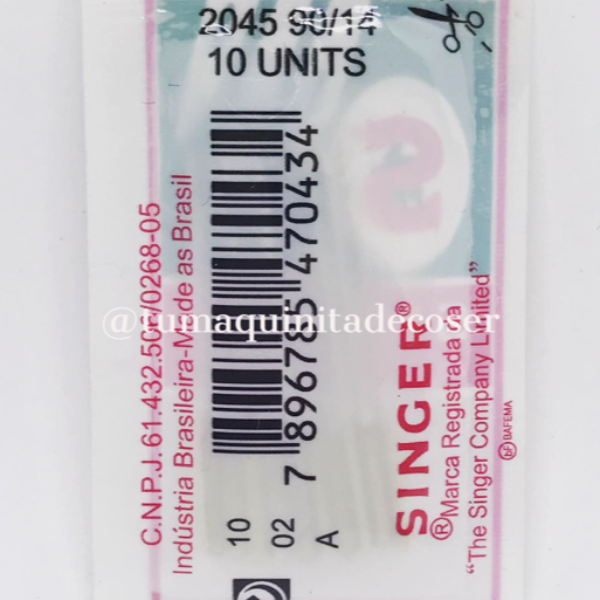 2045 90/14
10 UNITS
C.N.P.J. 61.432.506/0268-05
Indústria Brasileira-Made as Brasil
7 896785 470434
10
02
A
SINGER®
®Marca Registrada da
“The Singer Company Limited”
BAFEMA
@tumaquinitadecoser